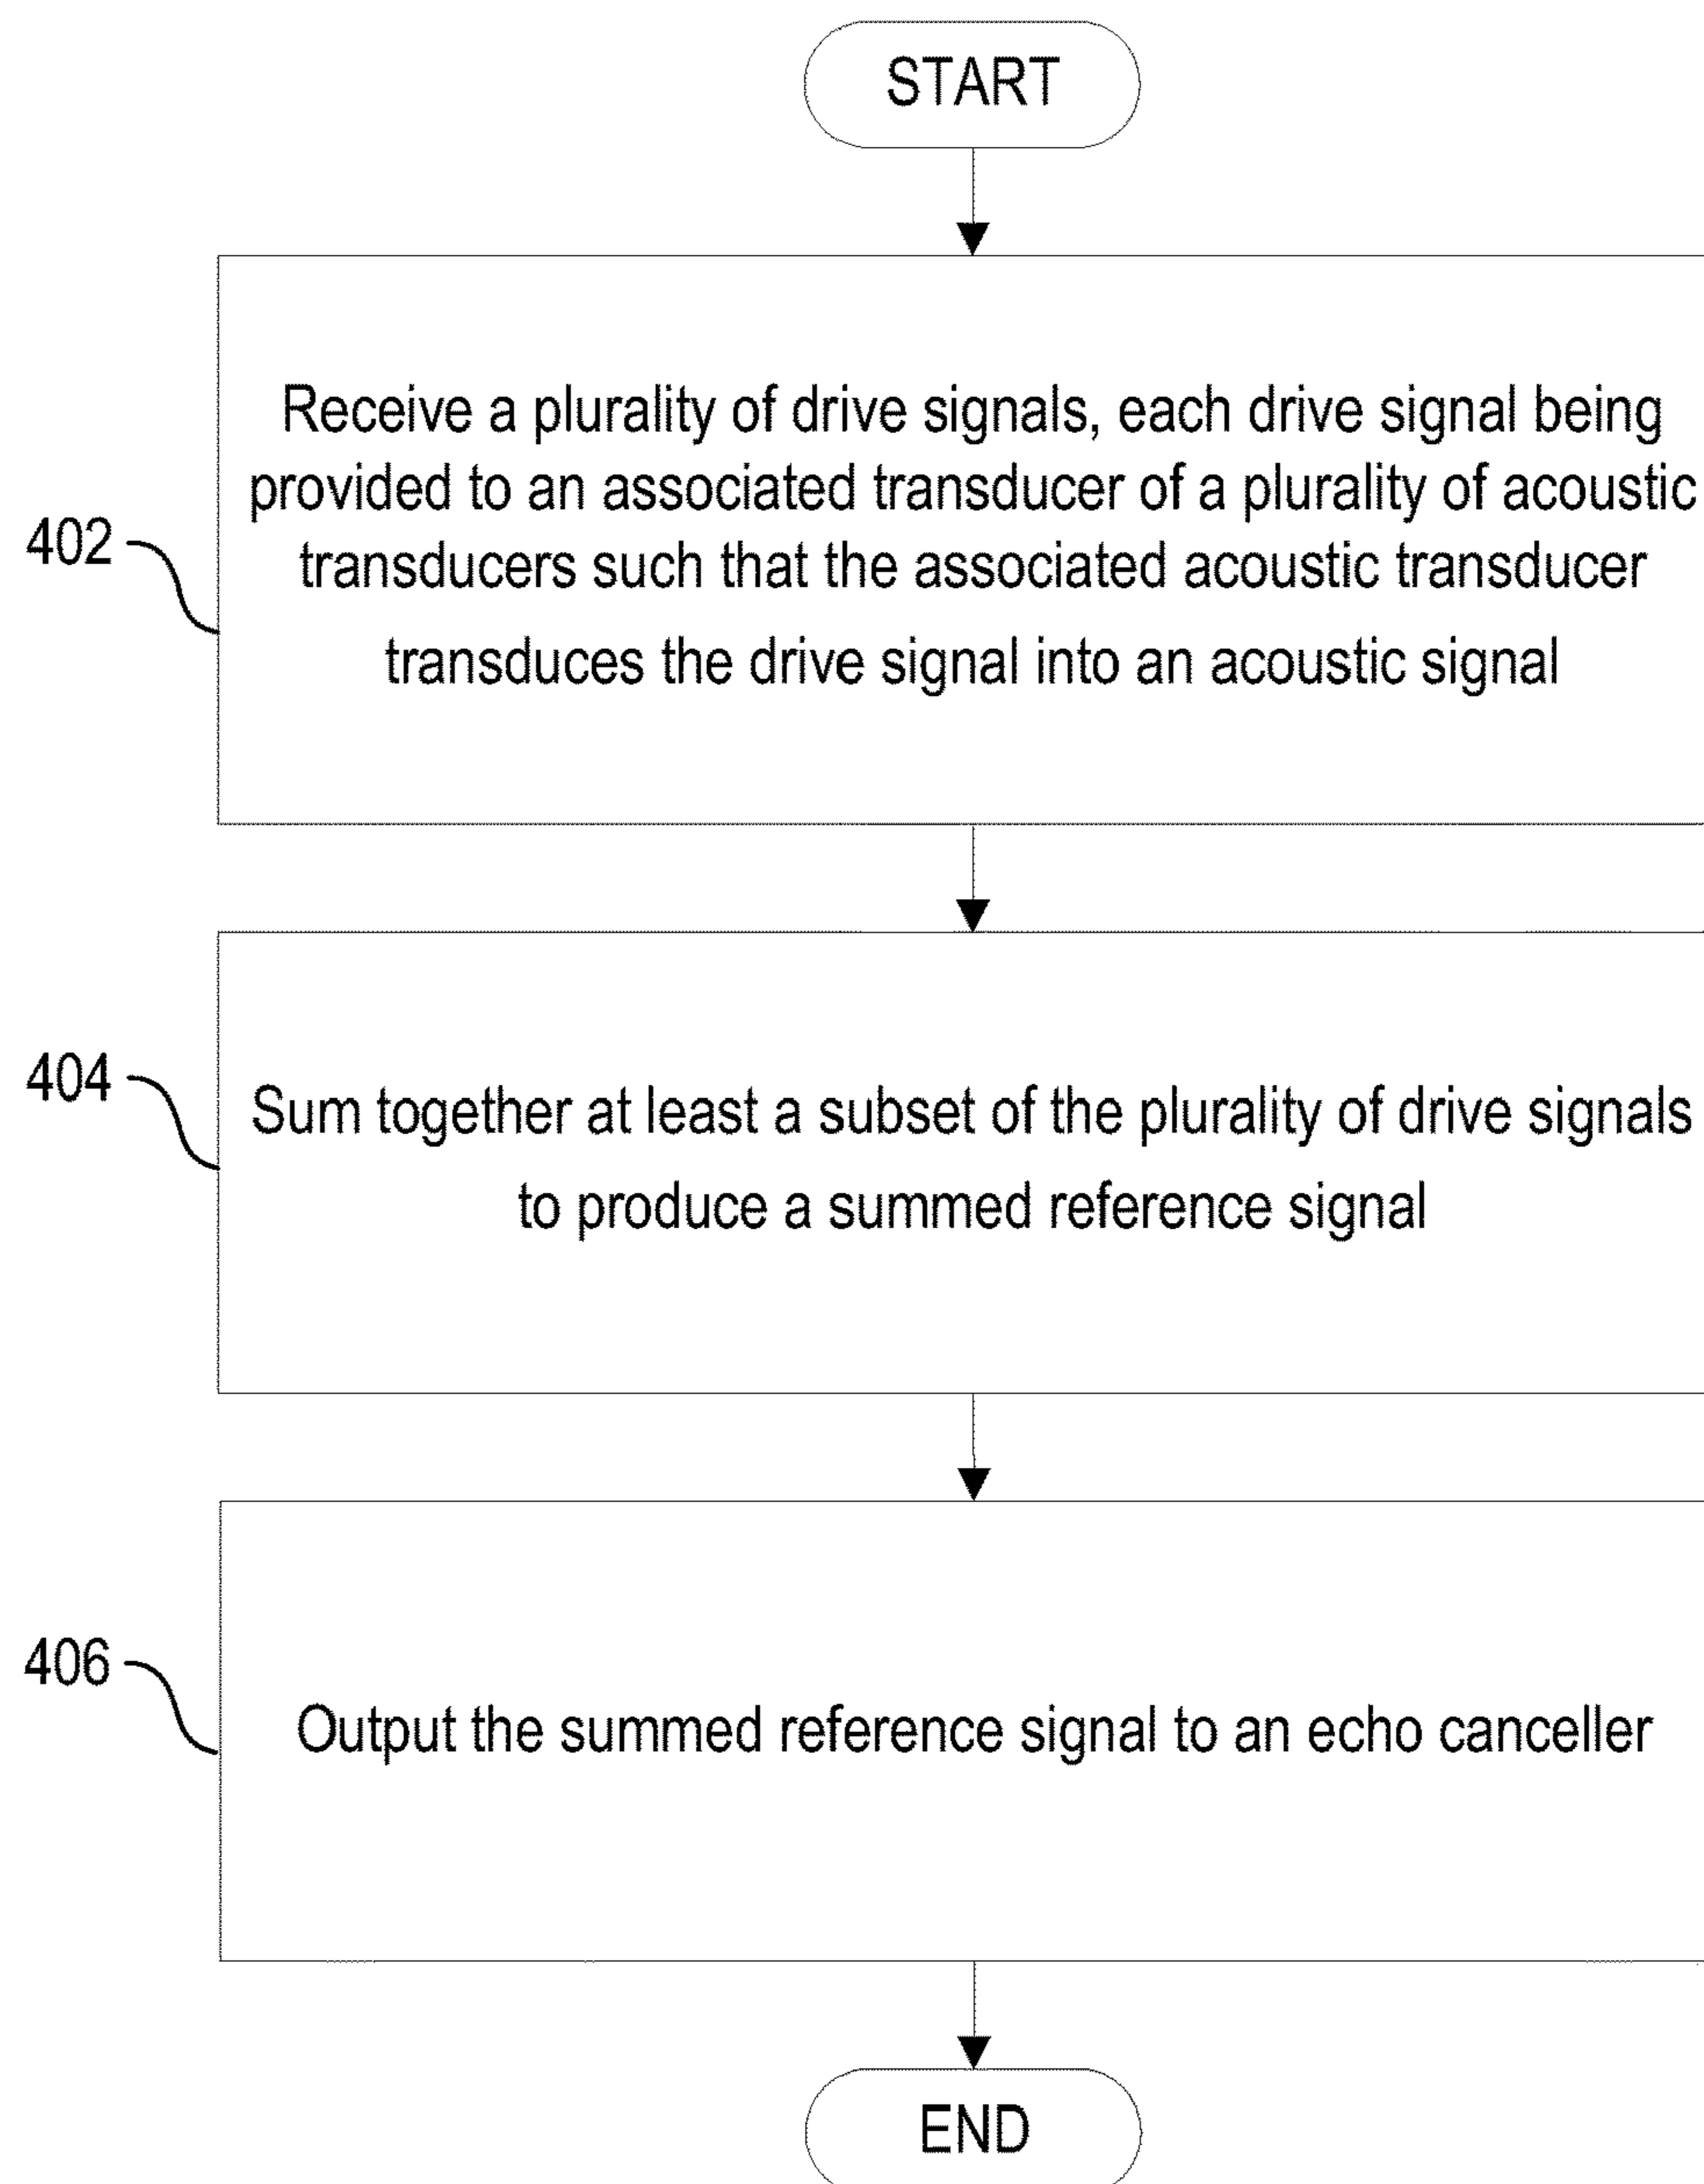 START
Receive a plurality of drive signals, each drive signal being
provided to an associated transducer of a plurality of acoustic
transducers such that the associated acoustic transducer
transduces the drive signal into an acoustic signal
402
Sum together at least a subset of the plurality of drive signals
to produce a summed reference signal
404
Output the summed reference signal to an echo canceller
406
END